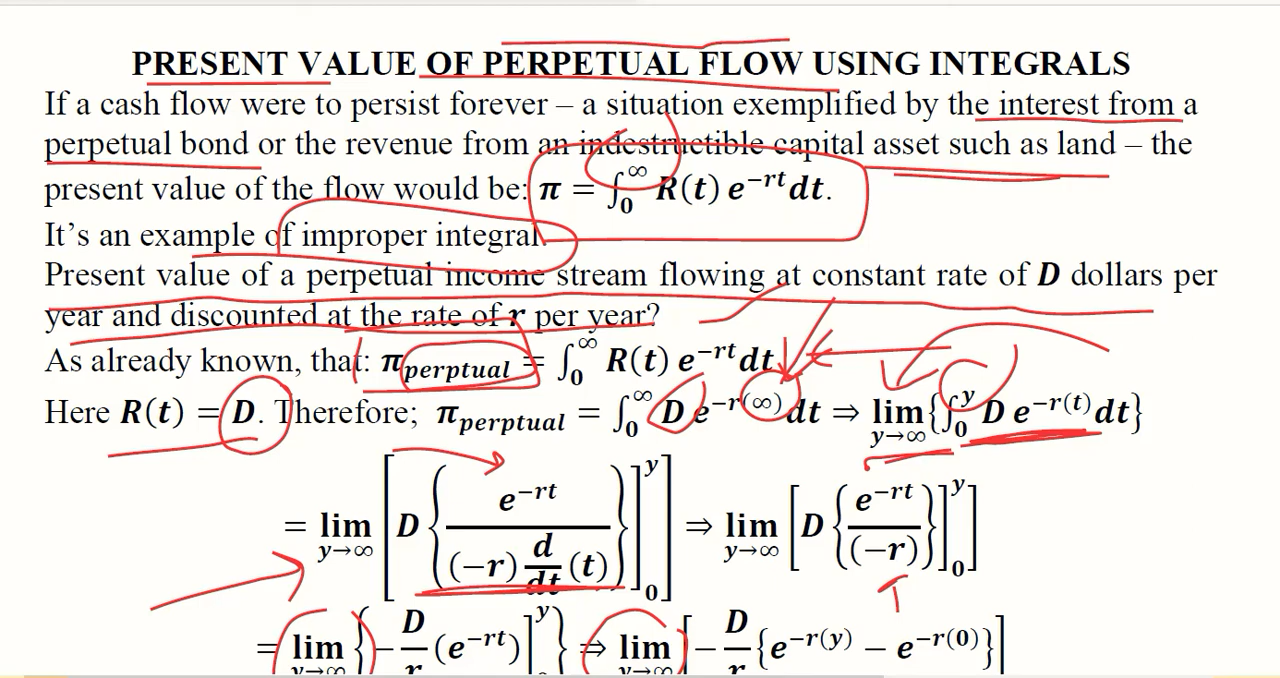 PRESENT VALUE OF PERPETUAL FLOW USING INTEGRALS
If a cash flow were to persist forever – a situation exemplified by the interest from a
perpetual bond or the revenue from an indestructible capital asset such as land – the
present value of the flow would be: π = ∫₀^∞ R(t) e^{−rt} dt.
It's an example of improper integral.
Present value of a perpetual income stream flowing at constant rate of D dollars per
year and discounted at the rate of r per year?
As already known, that: π_{perptual} = ∫₀^∞ R(t) e^{−rt} dt
Here R(t) = D. Therefore; π_{perptual} = ∫₀^∞ D e^{−r(∞)} dt ⇒ lim_{y→∞} {∫₀^y D e^{−r(t)} dt}
= lim_{y→∞} [D {e^{−rt} / ((−r) d/dt (t))}]₀^y ] ⇒ lim_{y→∞} [D {e^{−rt} / (−r)}]₀^y ]
= lim_{y→∞} {− D/r (e^{−rt})]₀^y } ⇒ lim_{y→∞} [− D/r {e^{−r(y)} − e^{−r(0)}}]